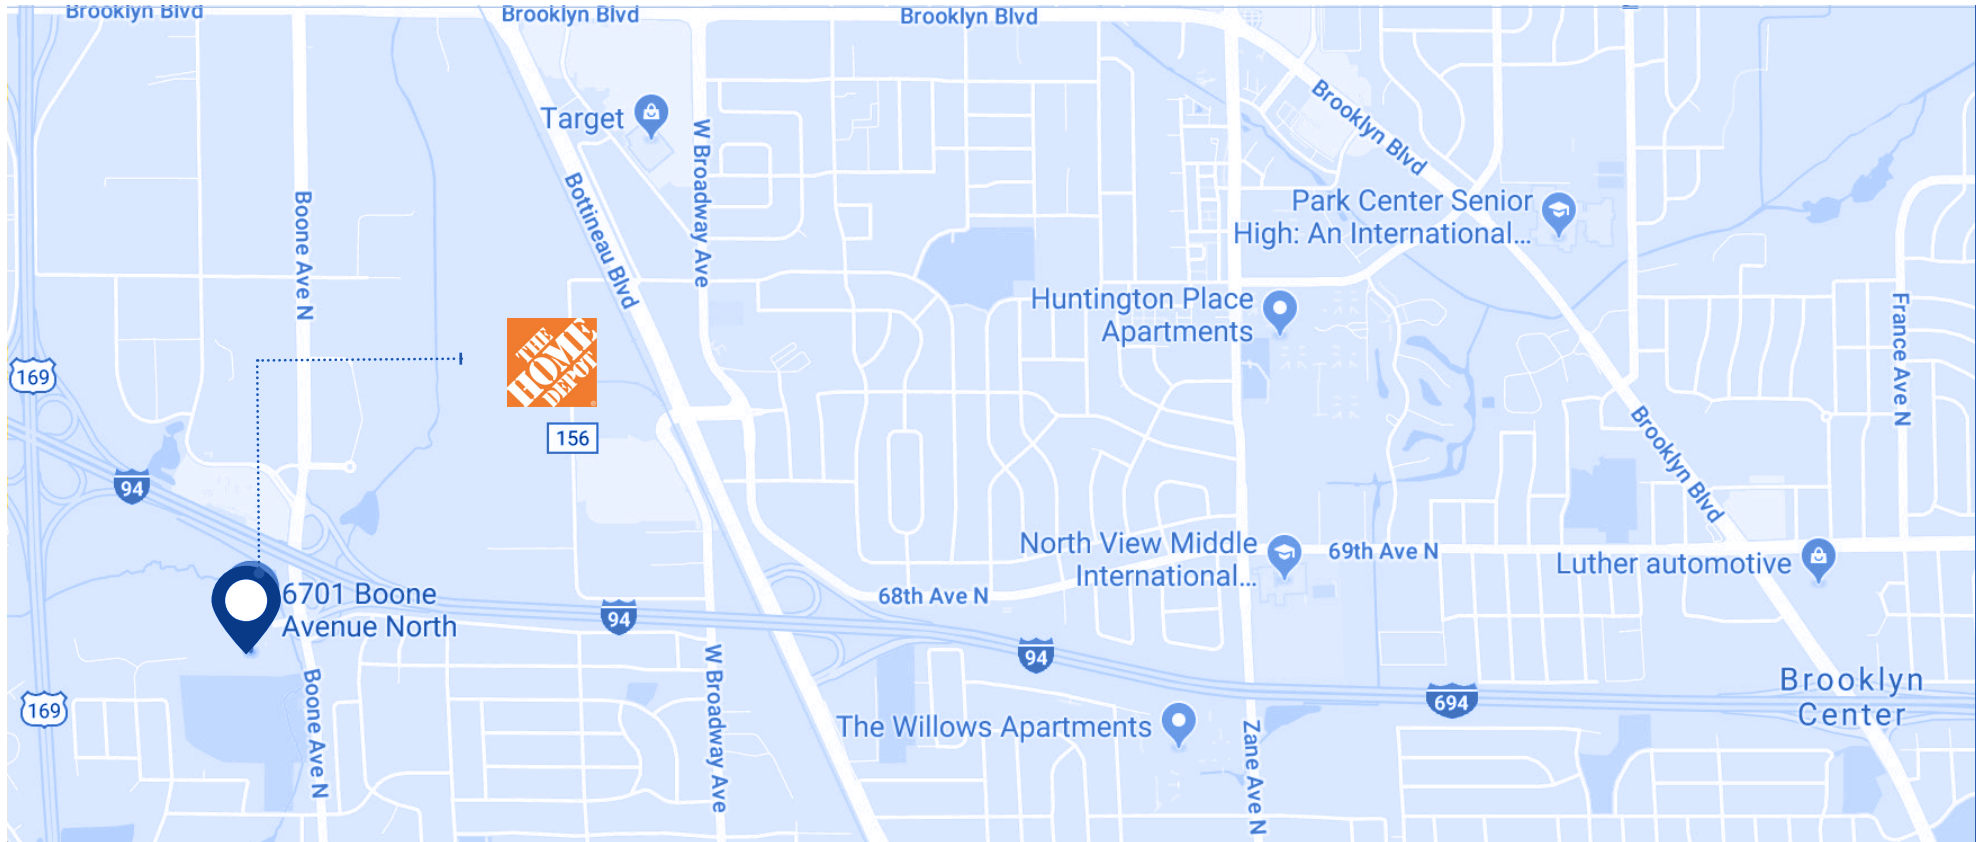 Brooklyn Blvd
Brooklyn Blvd
Brooklyn Blvd
Target
W Broadway Ave
Brooklyn Blvd
Bottineau Blvd
Boone Ave N
Park Center Senior
High: An International...
Huntington Place
Apartments
France Ave N
THE
HOME
DEPOT
®
169
156
94
Brooklyn Blvd
North View Middle
International...
69th Ave N
Luther automotive
6701 Boone
Avenue North
68th Ave N
94
94
694
Brooklyn
Center
W Broadway Ave
Boone Ave N
169
The Willows Apartments
Zane Ave N